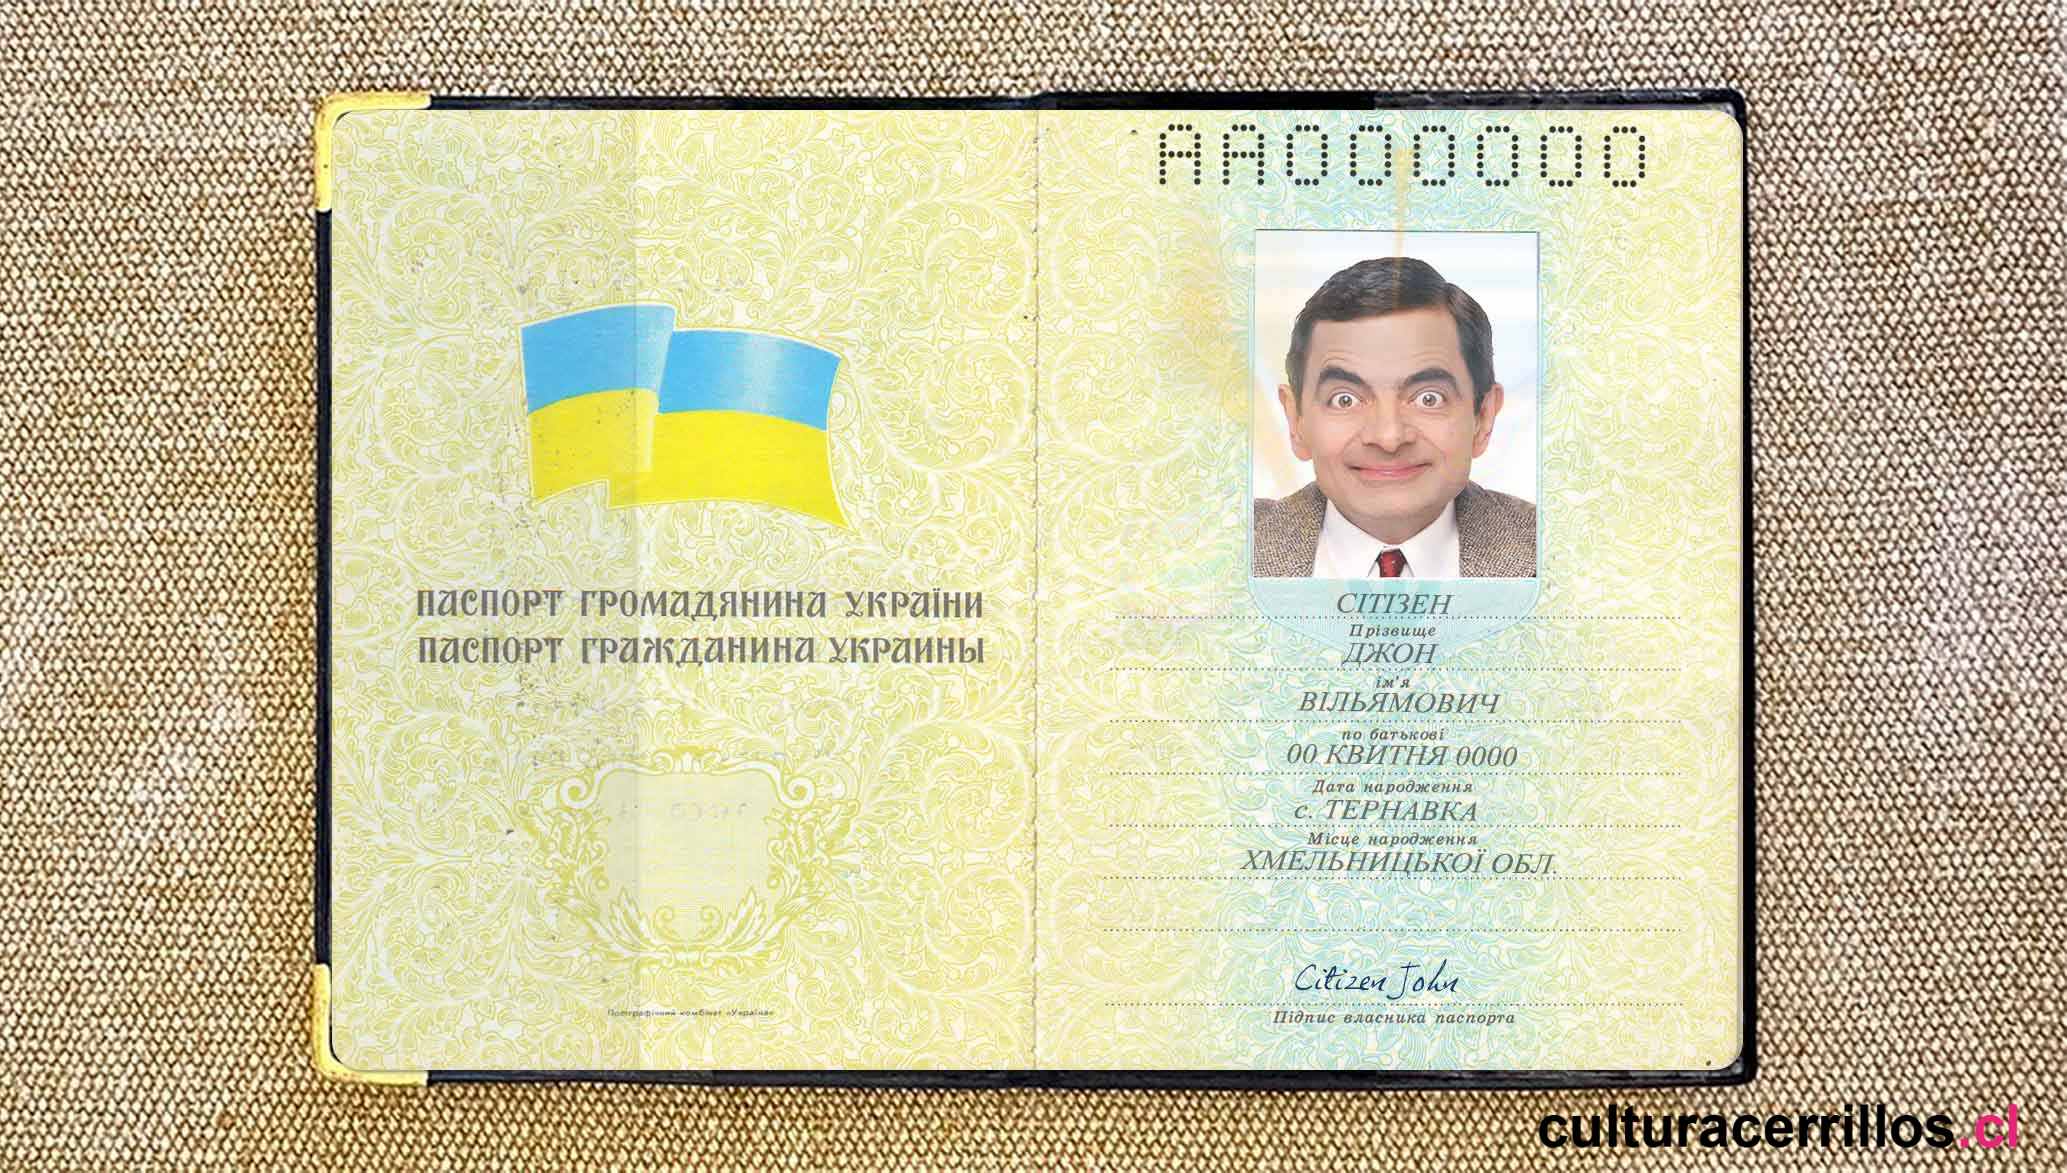 AA000000
ПАСПОРТ ГРОМАДЯНИНА УКРАЇНИ
ПАСПОРТ ГРАЖДАНИНА УКРАИНЫ
Поліграфічний комбінат «Україна»
СІТІЗЕН
Прізвище
ДЖОН
ім'я
ВІЛЬЯМОВИЧ
по батькові
00 КВИТНЯ 0000
Дата народження
с. ТЕРНАВКА
Місце народження
ХМЕЛЬНИЦЬКОЇ ОБЛ.
Citizen John
Підпис власника паспорта
culturacerrillos.cl